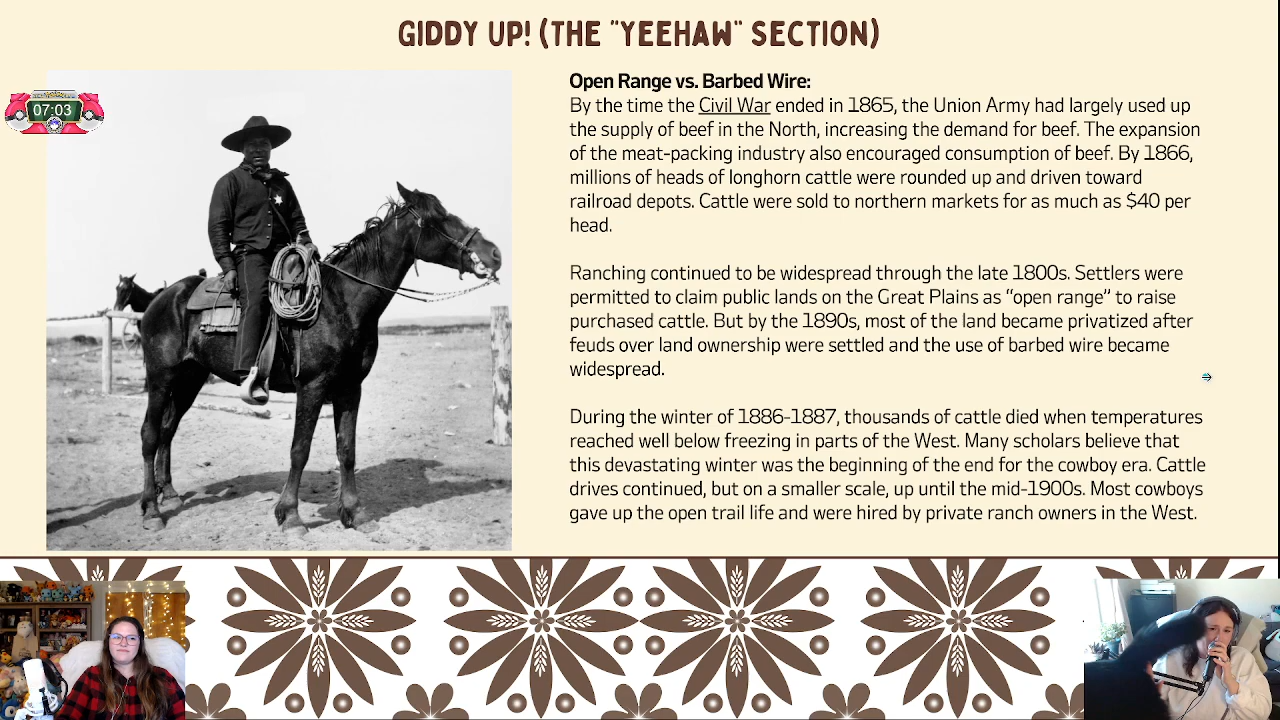 GIDDY UP! (THE "YEEHAW" SECTION)
07:03
Open Range vs. Barbed Wire:
By the time the Civil War ended in 1865, the Union Army had largely used up
the supply of beef in the North, increasing the demand for beef. The expansion
of the meat-packing industry also encouraged consumption of beef. By 1866,
millions of heads of longhorn cattle were rounded up and driven toward
railroad depots. Cattle were sold to northern markets for as much as $40 per
head.
Ranching continued to be widespread through the late 1800s. Settlers were
permitted to claim public lands on the Great Plains as “open range” to raise
purchased cattle. But by the 1890s, most of the land became privatized after
feuds over land ownership were settled and the use of barbed wire became
widespread.
During the winter of 1886-1887, thousands of cattle died when temperatures
reached well below freezing in parts of the West. Many scholars believe that
this devastating winter was the beginning of the end for the cowboy era. Cattle
drives continued, but on a smaller scale, up until the mid-1900s. Most cowboys
gave up the open trail life and were hired by private ranch owners in the West.